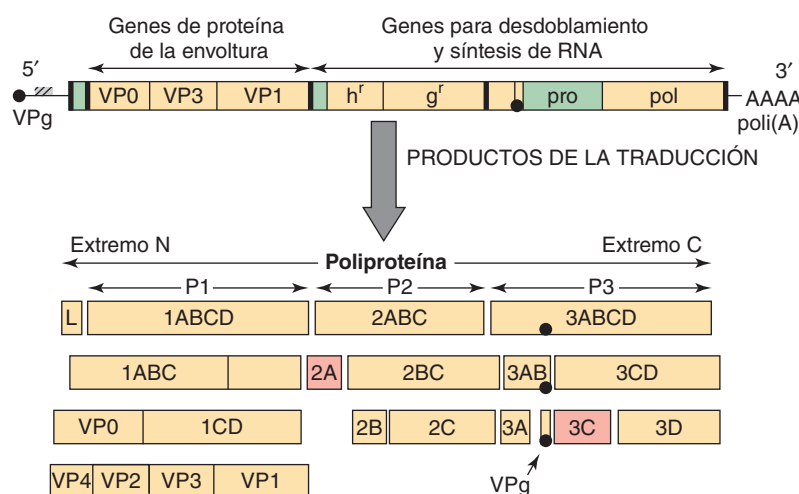 Genes de proteína de la envoltura
Genes para desdoblamiento y síntesis de RNA
5′
3′
VPg
VP0 VP3 VP1 hʳ gʳ pro pol
AAAA
poli(A)
PRODUCTOS DE LA TRADUCCIÓN
Extremo N
Poliproteína
Extremo C
P1 P2 P3
L 1ABCD 2ABC 3ABCD
1ABC 2A 2BC 3AB 3CD
VP0 1CD 2B 2C 3A 3C 3D
VP4 VP2 VP3 VP1
VPg